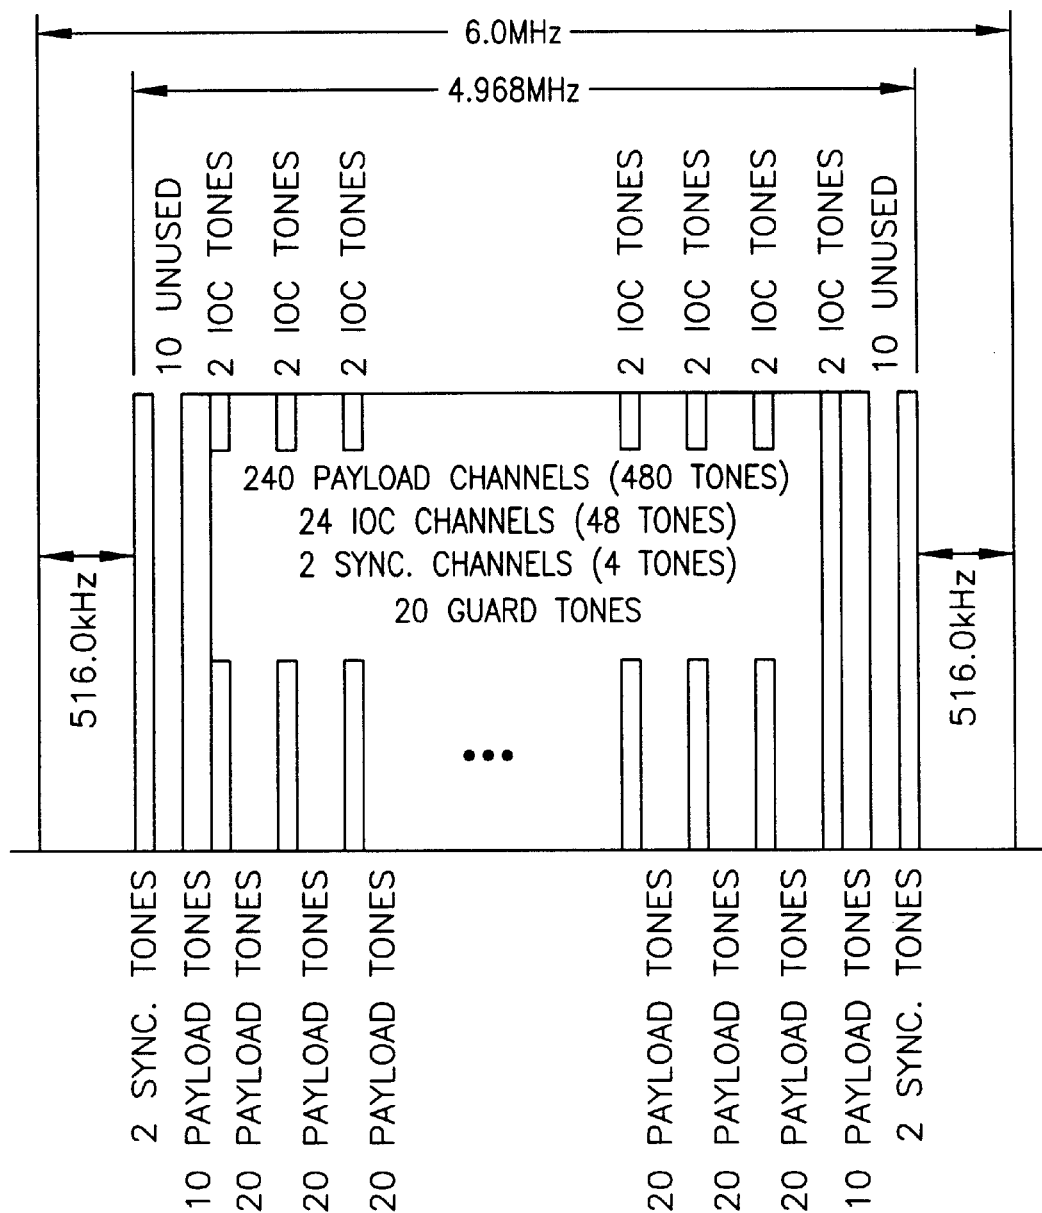 6.0MHz
4.968MHz
10 UNUSED
2 IOC TONES
2 IOC TONES
2 IOC TONES
2 IOC TONES
2 IOC TONES
2 IOC TONES
2 IOC TONES
10 UNUSED
240 PAYLOAD CHANNELS (480 TONES)
24 IOC CHANNELS (48 TONES)
2 SYNC. CHANNELS (4 TONES)
20 GUARD TONES
516.0kHz
516.0kHz
2 SYNC. TONES
10 PAYLOAD TONES
20 PAYLOAD TONES
20 PAYLOAD TONES
20 PAYLOAD TONES
20 PAYLOAD TONES
20 PAYLOAD TONES
20 PAYLOAD TONES
10 PAYLOAD TONES
2 SYNC. TONES